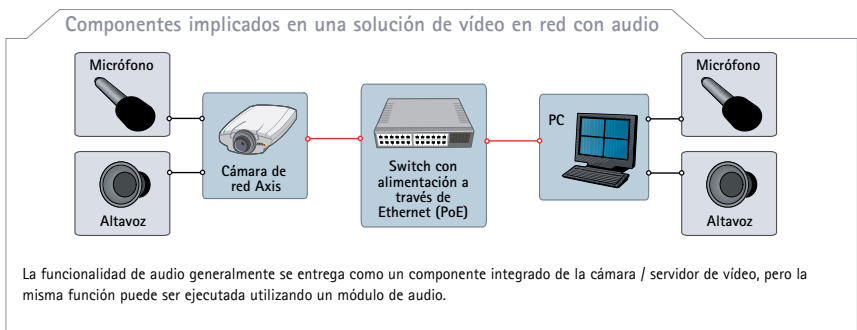 Componentes implicados en una solución de vídeo en red con audio
Micrófono
Altavoz
Cámara de
red Axis
Switch con
alimentación a
través de
Ethernet (PoE)
PC
Micrófono
Altavoz
La funcionalidad de audio generalmente se entrega como un componente integrado de la cámara / servidor de vídeo, pero la
misma función puede ser ejecutada utilizando un módulo de audio.